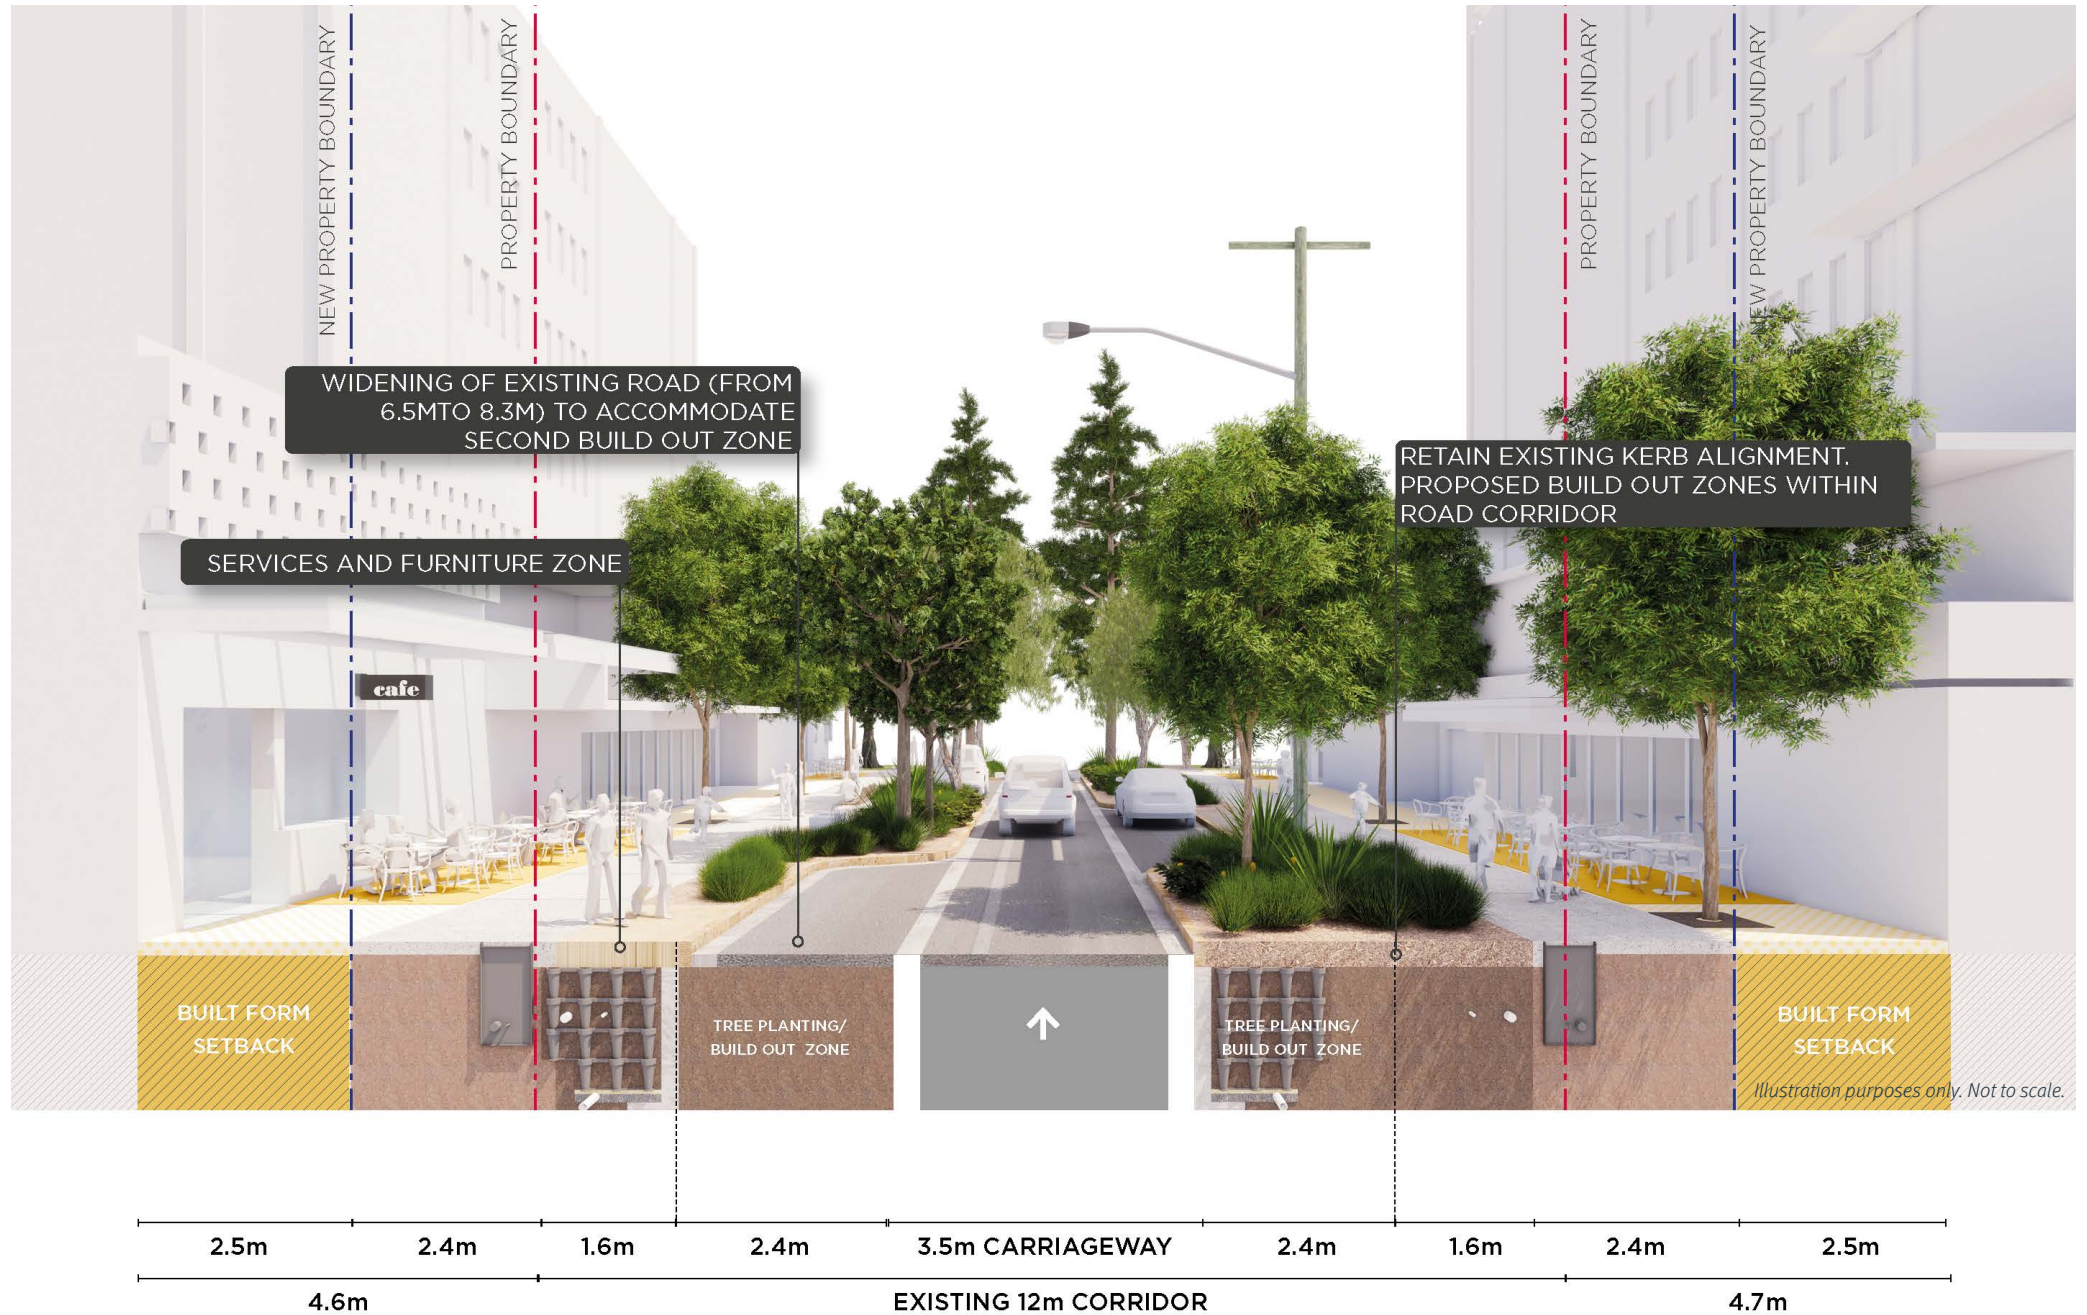 NEW PROPERTY BOUNDARY
PROPERTY BOUNDARY
PROPERTY BOUNDARY
NEW PROPERTY BOUNDARY
WIDENING OF EXISTING ROAD (FROM
6.5MTO 8.3M) TO ACCOMMODATE
SECOND BUILD OUT ZONE
RETAIN EXISTING KERB ALIGNMENT.
PROPOSED BUILD OUT ZONES WITHIN
ROAD CORRIDOR
SERVICES AND FURNITURE ZONE
cafe
BUILT FORM
SETBACK
TREE PLANTING/
BUILD OUT ZONE
TREE PLANTING/
BUILD OUT ZONE
BUILT FORM
SETBACK
Illustration purposes only. Not to scale.
2.5m
2.4m
1.6m
2.4m
3.5m CARRIAGEWAY
2.4m
1.6m
2.4m
2.5m
4.6m
EXISTING 12m CORRIDOR
4.7m